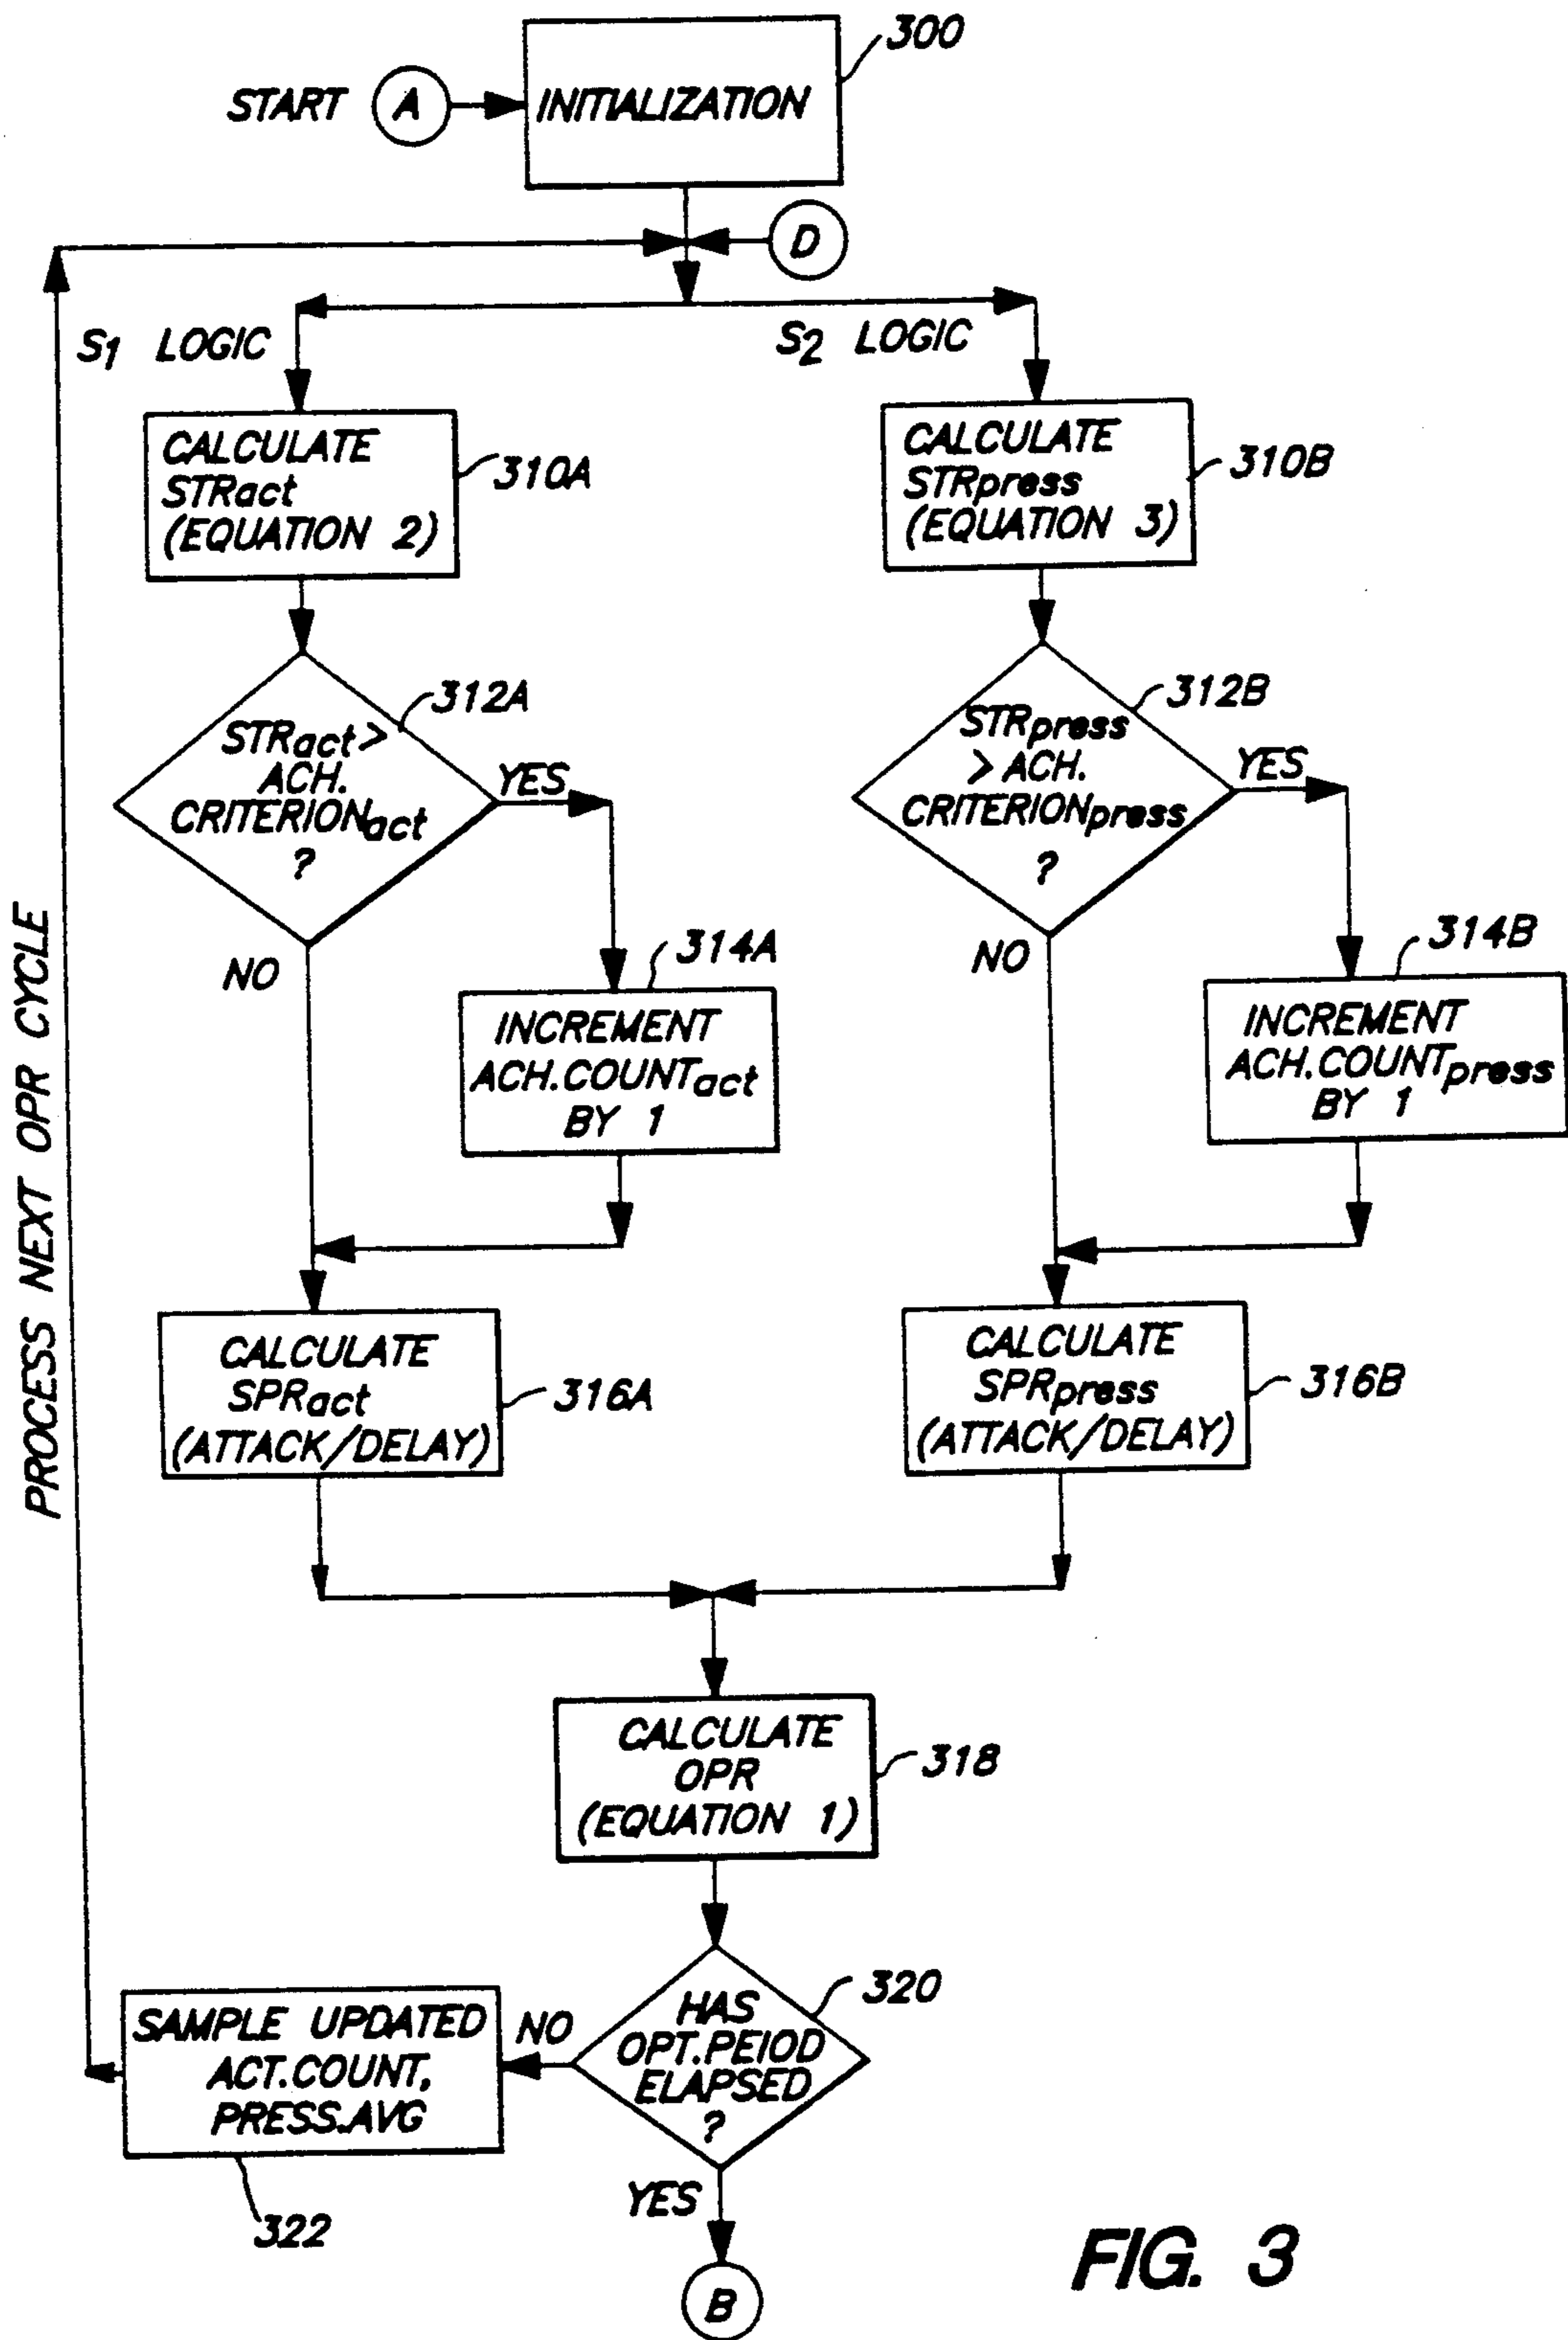 300
START A
INITIALIZATION
D
S1 LOGIC
S2 LOGIC
CALCULATE
STRact
(EQUATION 2)
310A
CALCULATE
STRpress
(EQUATION 3)
310B
312A
STRact >
ACH.
CRITERIONact
?
YES
NO
312B
STRpress
> ACH.
CRITERIONpress
?
YES
NO
314A
INCREMENT
ACH.COUNTact
BY 1
314B
INCREMENT
ACH.COUNTpress
BY 1
PROCESS NEXT OPR CYCLE
CALCULATE
SPRact
(ATTACK/DELAY)
316A
CALCULATE
SPRpress
(ATTACK/DELAY)
316B
CALCULATE
OPR
(EQUATION 1)
318
320
HAS
OPT.PEIOD
ELAPSED
?
NO
YES
SAMPLE UPDATED
ACT.COUNT,
PRESS.AVG
322
B
FIG. 3